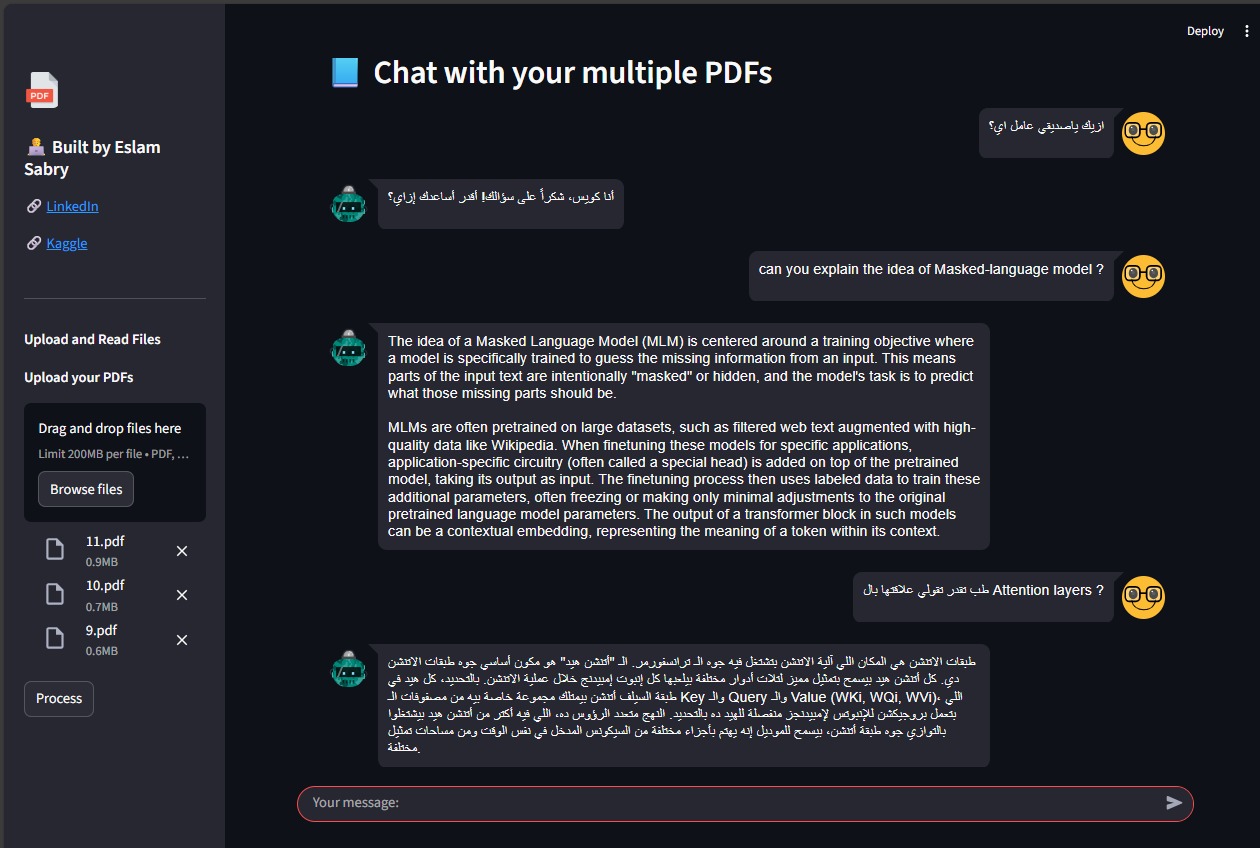 Deploy
PDF
Built by Eslam
Sabry
LinkedIn
Kaggle
Upload and Read Files
Upload your PDFs
Drag and drop files here
Limit 200MB per file • PDF, ...
Browse files
11.pdf
0.9MB
10.pdf
0.7MB
9.pdf
0.6MB
Process
Chat with your multiple PDFs
ازيك ياصديقي عامل اي؟
أنا كويس، شكراً على سؤالك! أقدر أساعدك إزاي؟
can you explain the idea of Masked-language model ?
The idea of a Masked Language Model (MLM) is centered around a training objective where
a model is specifically trained to guess the missing information from an input. This means
parts of the input text are intentionally "masked" or hidden, and the model's task is to predict
what those missing parts should be.
MLMs are often pretrained on large datasets, such as filtered web text augmented with high-
quality data like Wikipedia. When finetuning these models for specific applications,
application-specific circuitry (often called a special head) is added on top of the pretrained
model, taking its output as input. The finetuning process then uses labeled data to train these
additional parameters, often freezing or making only minimal adjustments to the original
pretrained language model parameters. The output of a transformer block in such models
can be a contextual embedding, representing the meaning of a token within its context.
طب تقدر تقولي علاقتها بال Attention layers ?
طبقات الاتنشن هي المكان اللي آلية الاتنشن بتشتغل فيه جوه الـ ترانسفورمر. الـ "أتنشن هيد" هو مكون أساسي جوه طبقات الاتنشن
دي. كل أتنشن هيد بيسمح بتمثيل مميز لتلات أدوار مختلفة بيلعبها كل إنبوت إمبيدنج خلال عملية الاتنشن. بالتحديد، كل هيد في
طبقة السيلف أتنشن بيمتلك مجموعة خاصة بيه من مصفوفات الـ Key والـ Query والـ Value (WKi, WQi, WVi)، اللي
بتعمل بروجيكشن للإنبوتس لإمبيدنجز منفصلة للهيد ده بالتحديد. النهج متعدد الرؤوس ده، اللي فيه أكتر من أتنشن هيد بيشتغلوا
بالتوازي جوه طبقة أتنشن، بيسمح للموديل إنه يهتم بأجزاء مختلفة من السيكونس المدخل في نفس الوقت ومن مساحات تمثيل
مختلفة.
Your message: